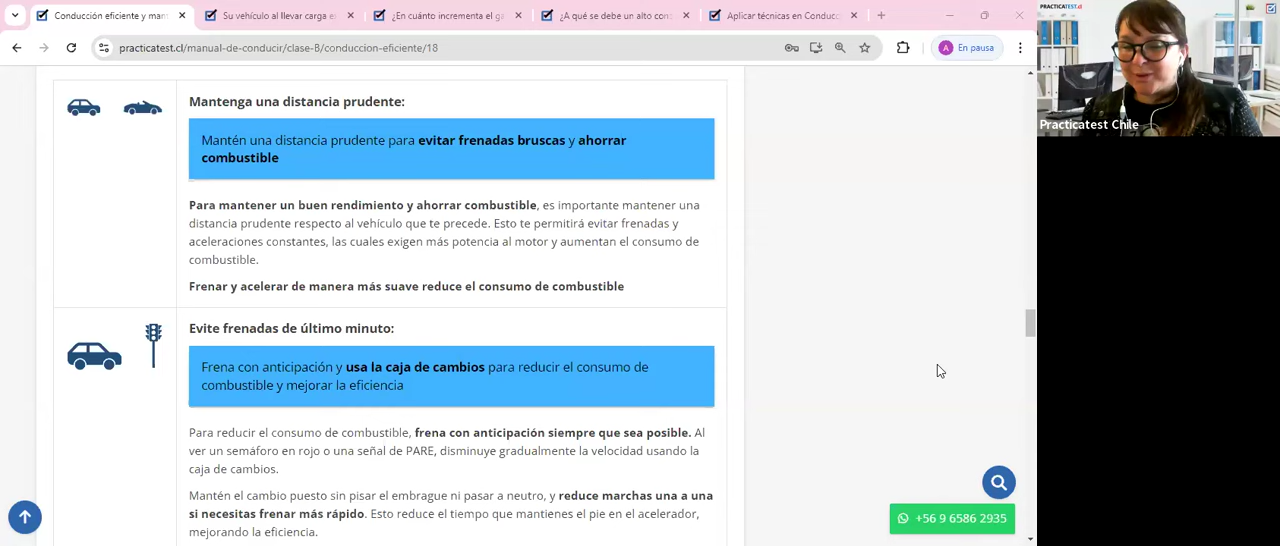 Conducción eficiente y mant
Su vehículo al llevar carga e
¿En cuánto incrementa el ga
¿A qué se debe un alto cons
Aplicar técnicas en Conducc
practicatest.cl/manual-de-conducir/clase-B/conduccion-eficiente/18
A En pausa
PRACTICATEST.cl
Practicatest Chile
Mantenga una distancia prudente:
Mantén una distancia prudente para evitar frenadas bruscas y ahorrar
combustible
Para mantener un buen rendimiento y ahorrar combustible, es importante mantener una
distancia prudente respecto al vehículo que te precede. Esto te permitirá evitar frenadas y
aceleraciones constantes, las cuales exigen más potencia al motor y aumentan el consumo de
combustible.
Frenar y acelerar de manera más suave reduce el consumo de combustible
Evite frenadas de último minuto:
Frena con anticipación y usa la caja de cambios para reducir el consumo de
combustible y mejorar la eficiencia
Para reducir el consumo de combustible, frena con anticipación siempre que sea posible. Al
ver un semáforo en rojo o una señal de PARE, disminuye gradualmente la velocidad usando la
caja de cambios.
Mantén el cambio puesto sin pisar el embrague ni pasar a neutro, y reduce marchas una a una
si necesitas frenar más rápido. Esto reduce el tiempo que mantienes el pie en el acelerador,
mejorando la eficiencia.
+56 9 6586 2935